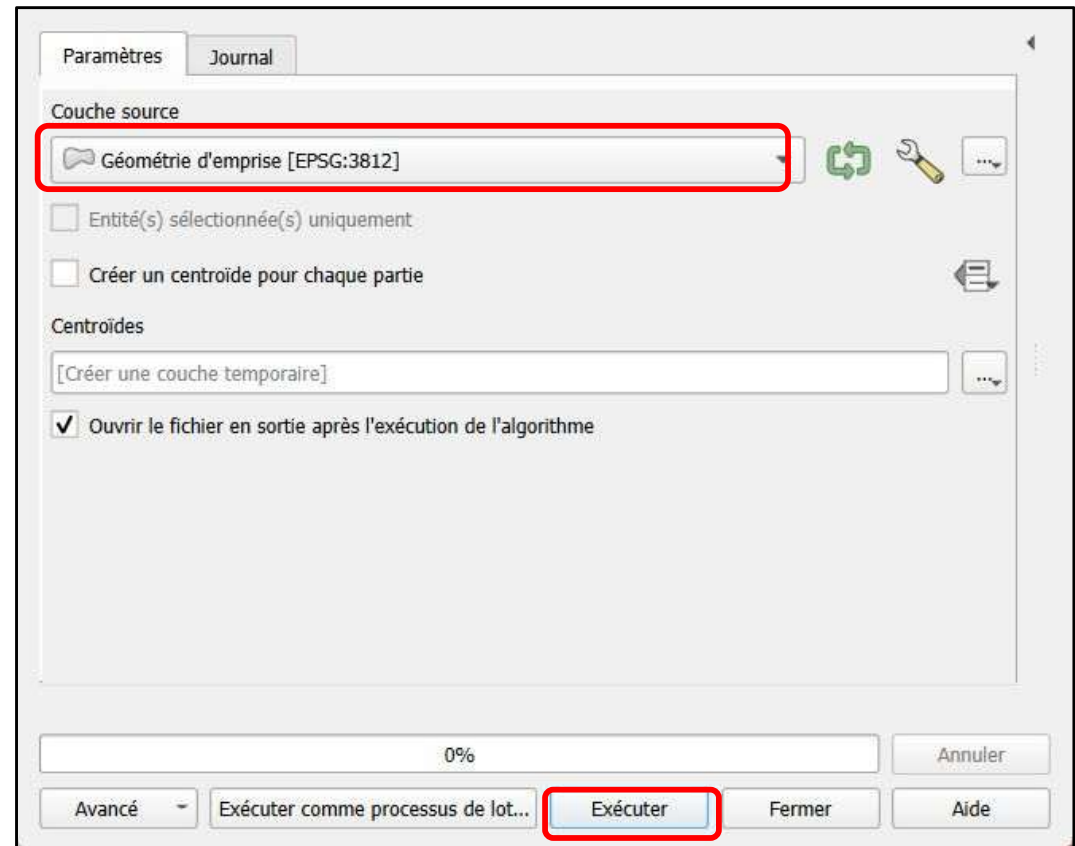 Paramètres Journal
Couche source
Géométrie d'emprise [EPSG:3812]
...
Entité(s) sélectionnée(s) uniquement
Créer un centroïde pour chaque partie
Centroïdes
[Créer une couche temporaire]
...
Ouvrir le fichier en sortie après l'exécution de l'algorithme
0%
Annuler
Avancé Exécuter comme processus de lot... Exécuter Fermer Aide